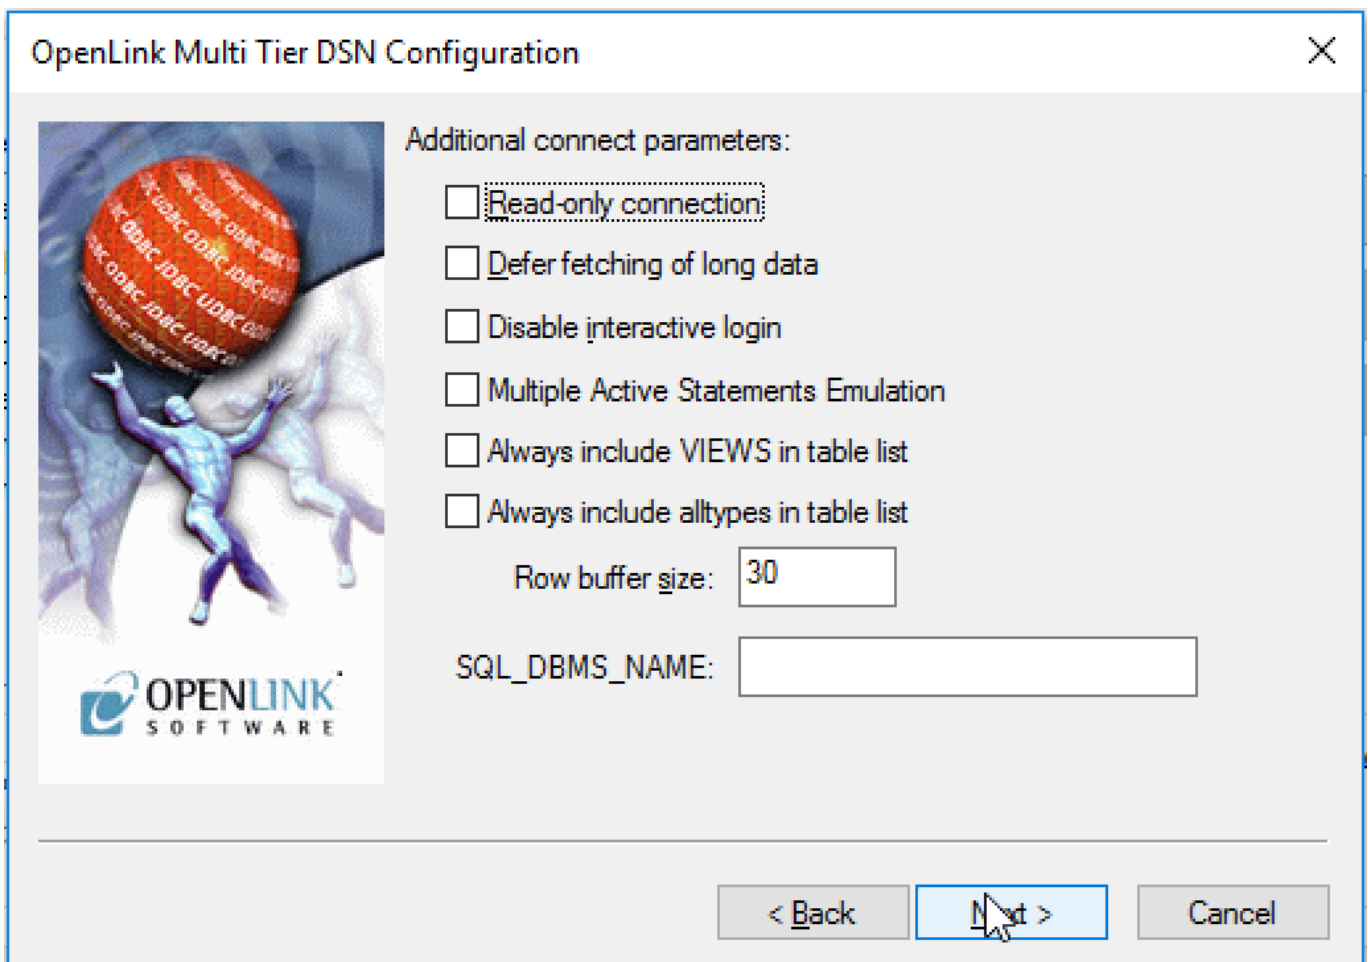 OpenLink Multi Tier DSN Configuration
Additional connect parameters:
Read-only connection
Defer fetching of long data
Disable interactive login
Multiple Active Statements Emulation
Always include VIEWS in table list
Always include alltypes in table list
Row buffer size: 30
SQL_DBMS_NAME:
OPENLINK
SOFTWARE
< Back
Next >
Cancel